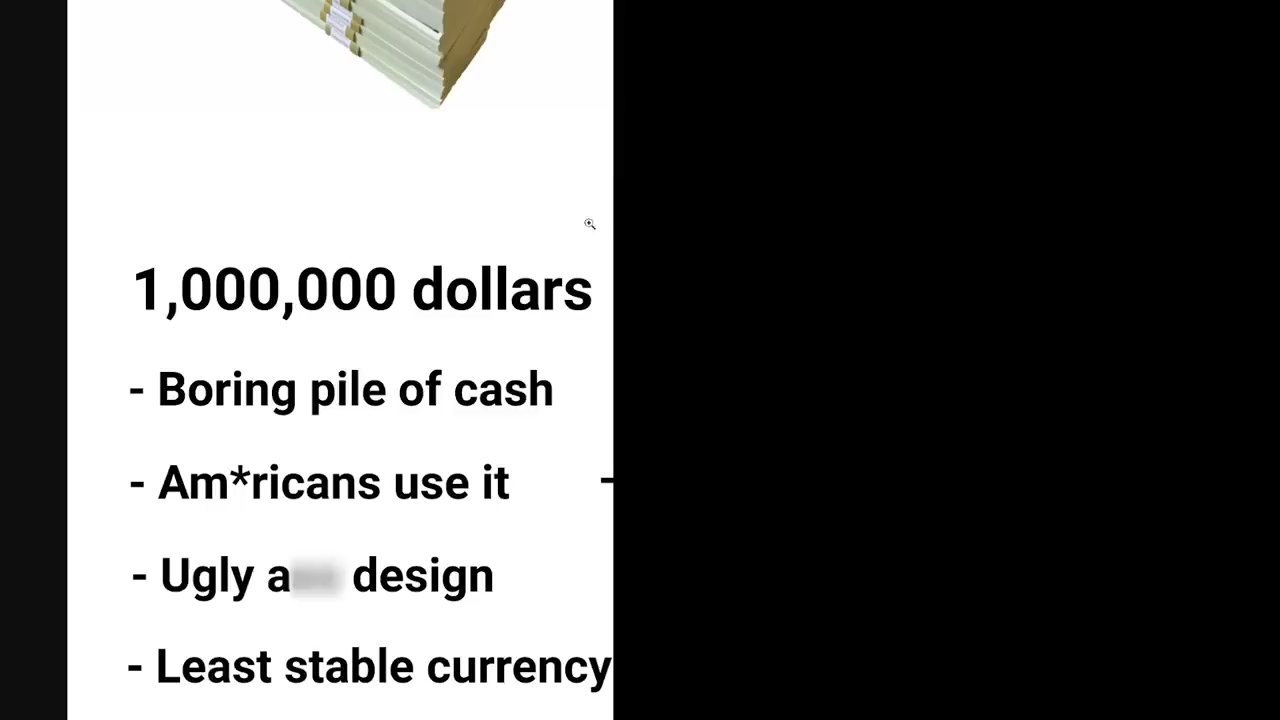 1,000,000 dollars
- Boring pile of cash
- Am*ricans use it -
- Ugly a design
- Least stable currency